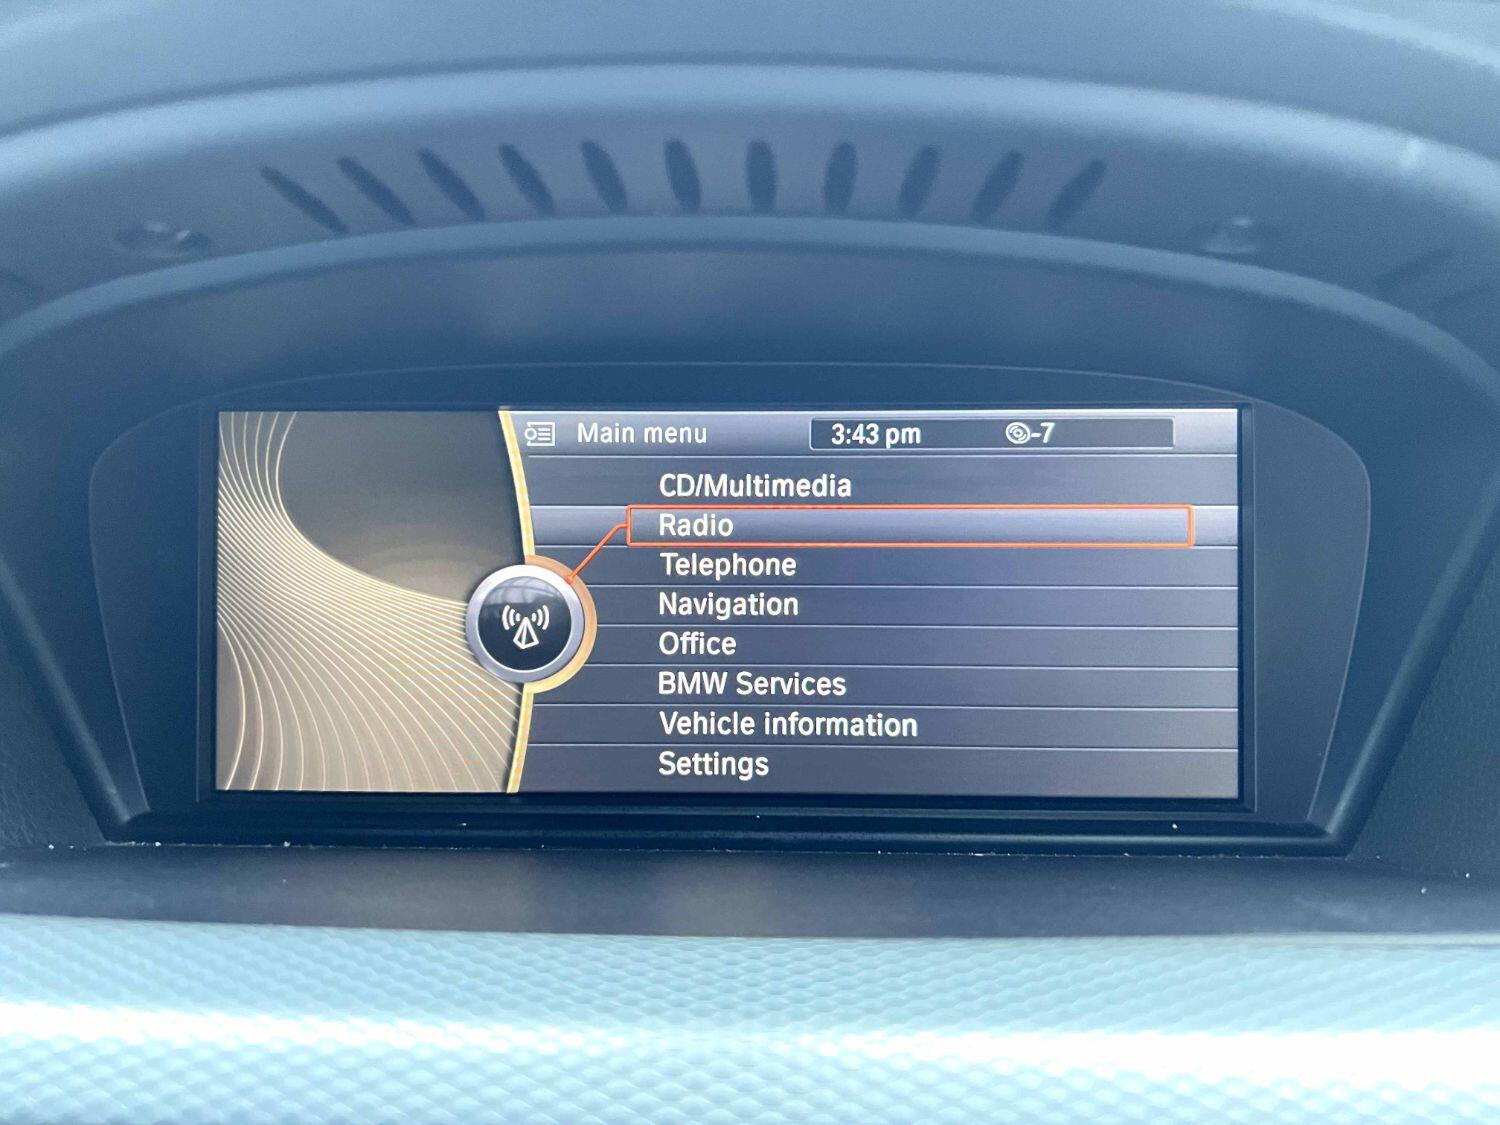 Main menu 3:43 pm -7
CD/Multimedia
Radio
Telephone
Navigation
Office
BMW Services
Vehicle information
Settings